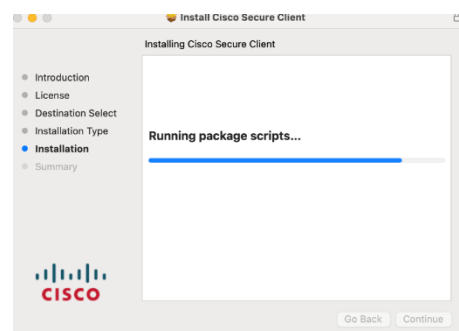 Install Cisco Secure Client
Installing Cisco Secure Client
Introduction
License
Destination Select
Installation Type
Installation
Summary
Running package scripts...
CISCO
Go Back
Continue